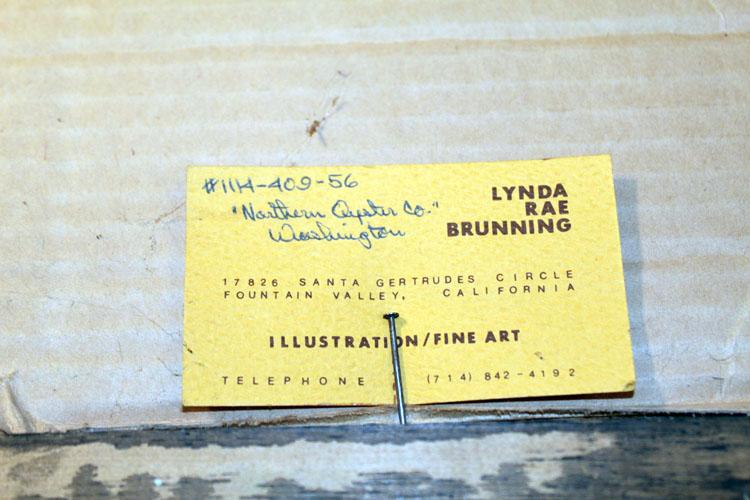 #1114-409-56
"Northern Oyster Co."
Washington
LYNDA
RAE
BRUNNING
17826 SANTA GERTRUDES CIRCLE
FOUNTAIN VALLEY, CALIFORNIA
ILLUSTRATION/FINE ART
TELEPHONE (714) 842-4192